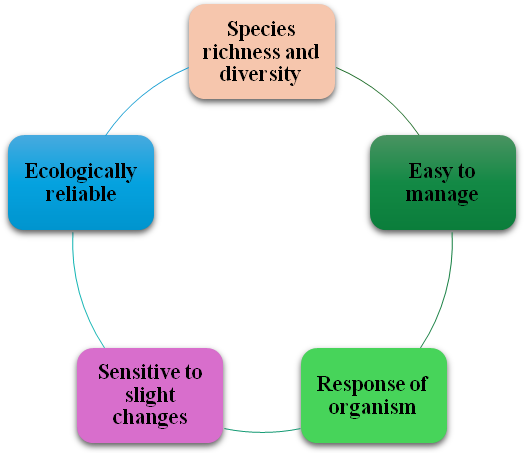 Species
richness and
diversity
Easy to
manage
Response of
organism
Sensitive to
slight
changes
Ecologically
reliable